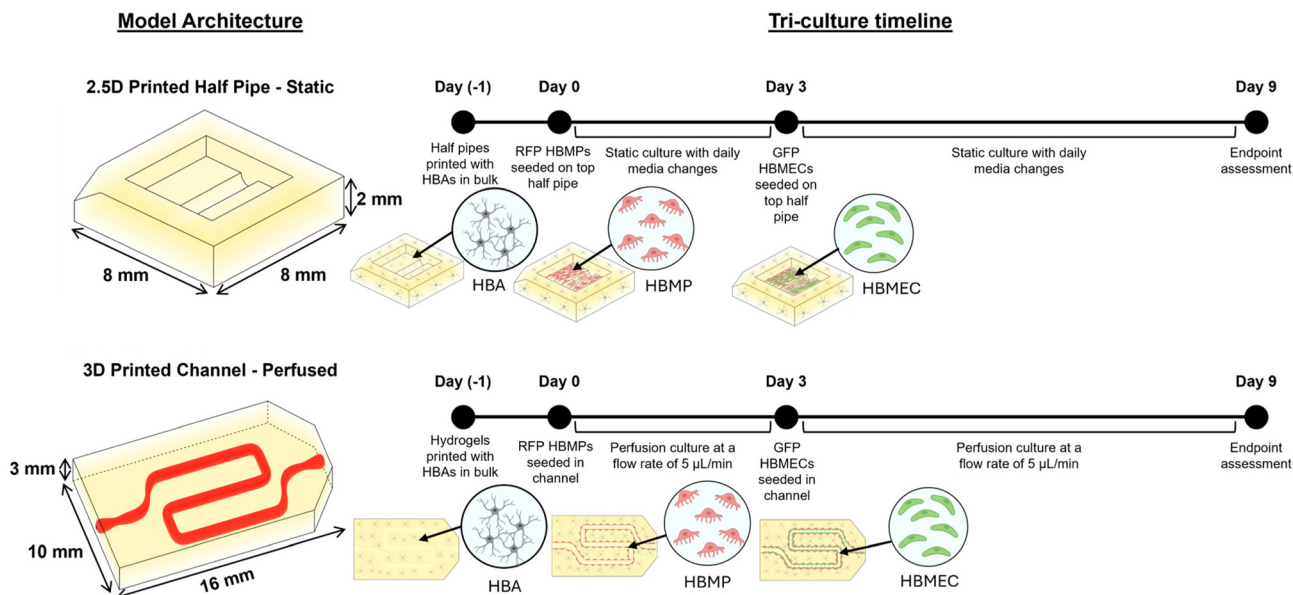 Model Architecture
Tri-culture timeline
2.5D Printed Half Pipe - Static
2 mm
8 mm
8 mm
Day (-1)
Day 0
Day 3
Day 9
Half pipes
printed with
HBAs in bulk
RFP HBMPs
seeded on top
half pipe
Static culture with daily
media changes
GFP
HBMECs
seeded on
top half
pipe
Static culture with daily
media changes
Endpoint
assessment
HBA
HBMP
HBMEC
3D Printed Channel - Perfused
3 mm
10 mm
16 mm
Day (-1)
Day 0
Day 3
Day 9
Hydrogels
printed with
HBAs in bulk
RFP HBMPs
seeded in
channel
Perfusion culture at a
flow rate of 5 µL/min
GFP
HBMECs
seeded in
channel
Perfusion culture at a
flow rate of 5 µL/min
Endpoint
assessment
HBA
HBMP
HBMEC